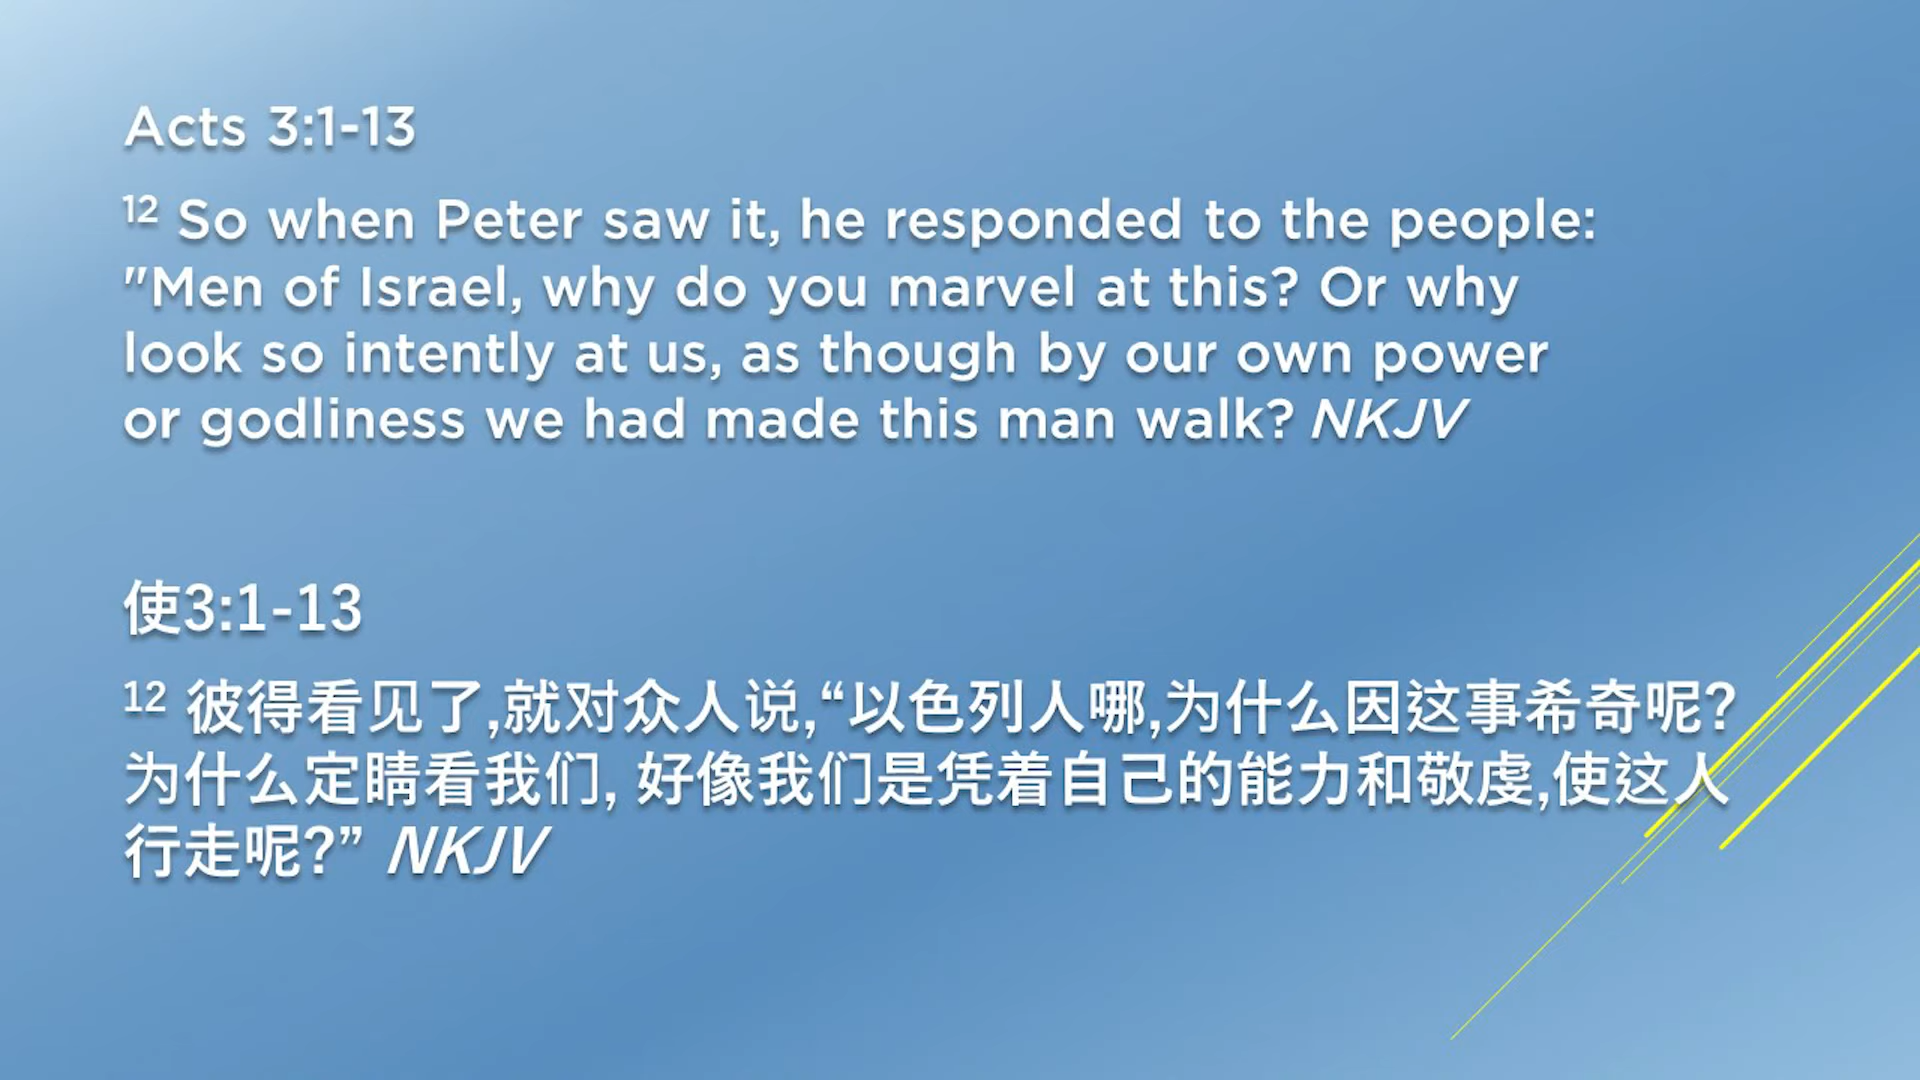 Acts 3:1-13
12 So when Peter saw it, he responded to the people:
"Men of Israel, why do you marvel at this? Or why
look so intently at us, as though by our own power
or godliness we had made this man walk? NKJV
使3:1-13
12 彼得看见了,就对众人说,“以色列人哪,为什么因这事希奇呢?
为什么定睛看我们, 好像我们是凭着自己的能力和敬虔,使这人
行走呢?” NKJV